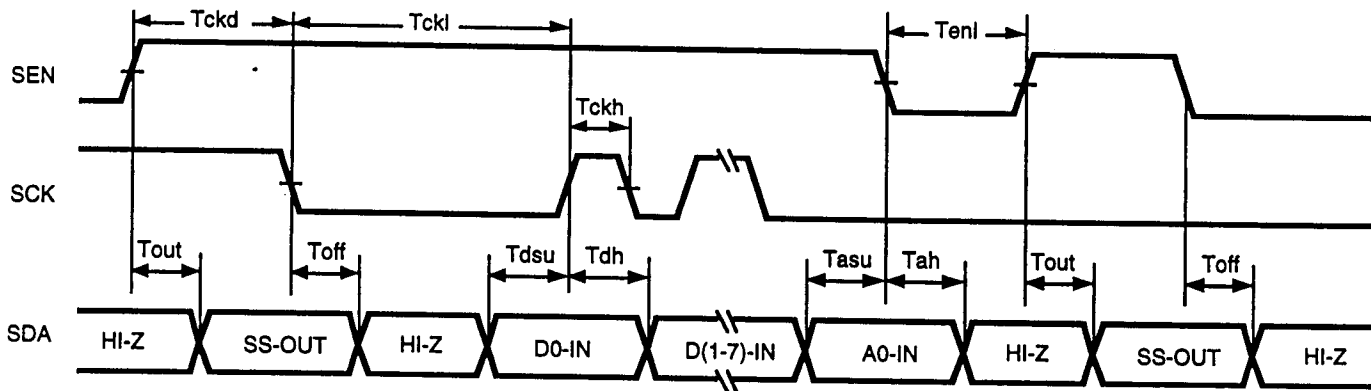 Tckd Tckl Tenl
SEN
Tckh
SCK
Tout Toff Tdsu Tdh Tasu Tah Tout Toff
SDA HI-Z SS-OUT HI-Z D0-IN D(1-7)-IN A0-IN HI-Z SS-OUT HI-Z